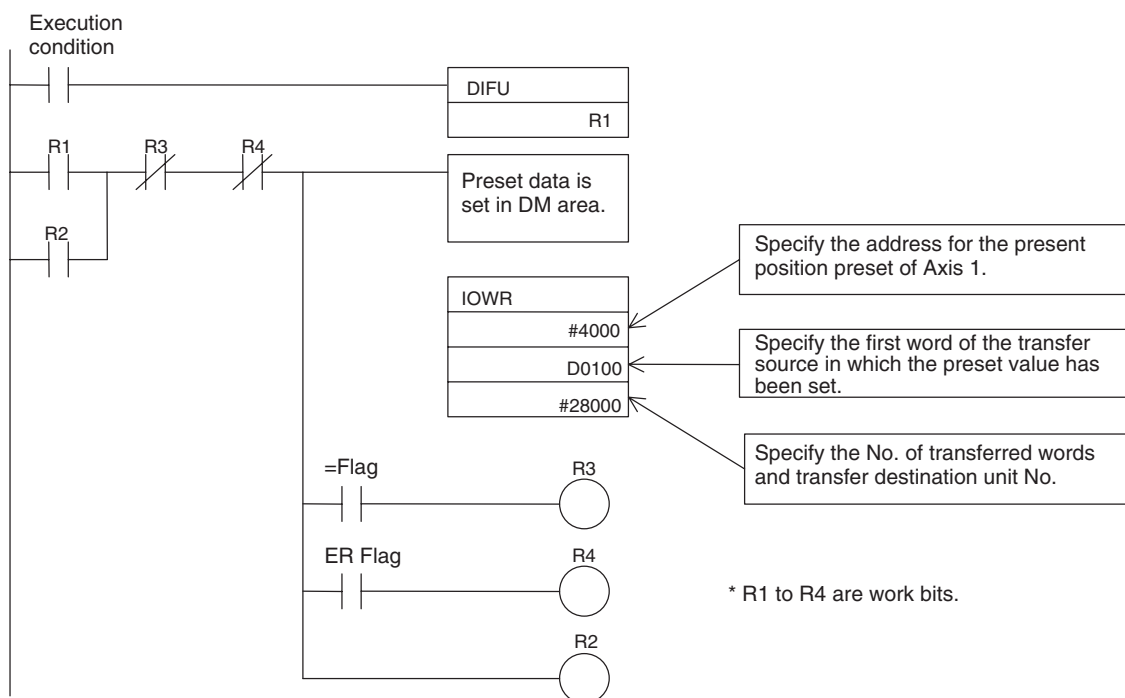 Execution
condition
DIFU
R1
R1
R3
R4
Preset data is
set in DM area.
R2
Specify the address for the present
position preset of Axis 1.
IOWR
#4000
Specify the first word of the transfer
source in which the preset value has
been set.
D0100
#28000
Specify the No. of transferred words
and transfer destination unit No.
=Flag
R3
ER Flag
R4
* R1 to R4 are work bits.
R2